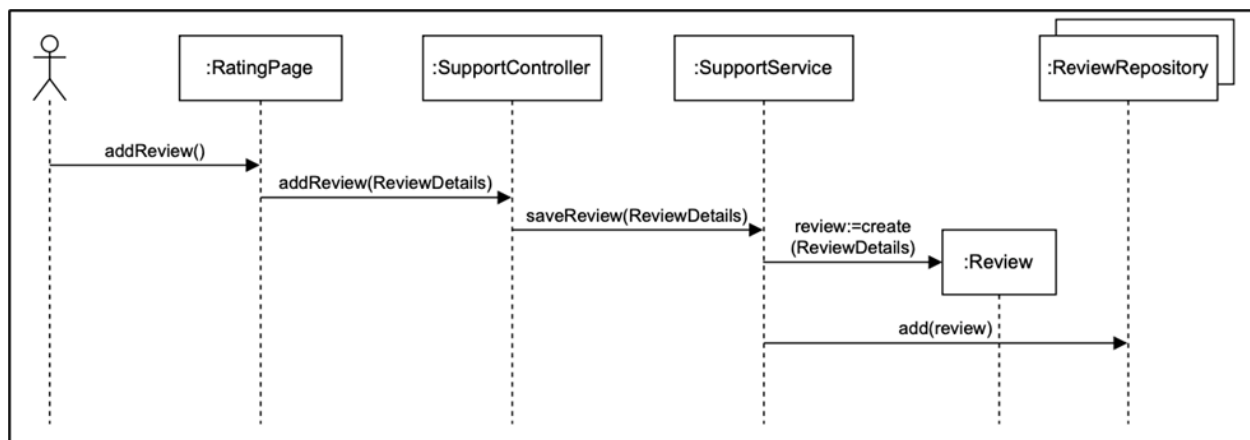 :RatingPage
:SupportController
:SupportService
:ReviewRepository
addReview()
addReview(ReviewDetails)
saveReview(ReviewDetails)
review:=create
(ReviewDetails)
:Review
add(review)